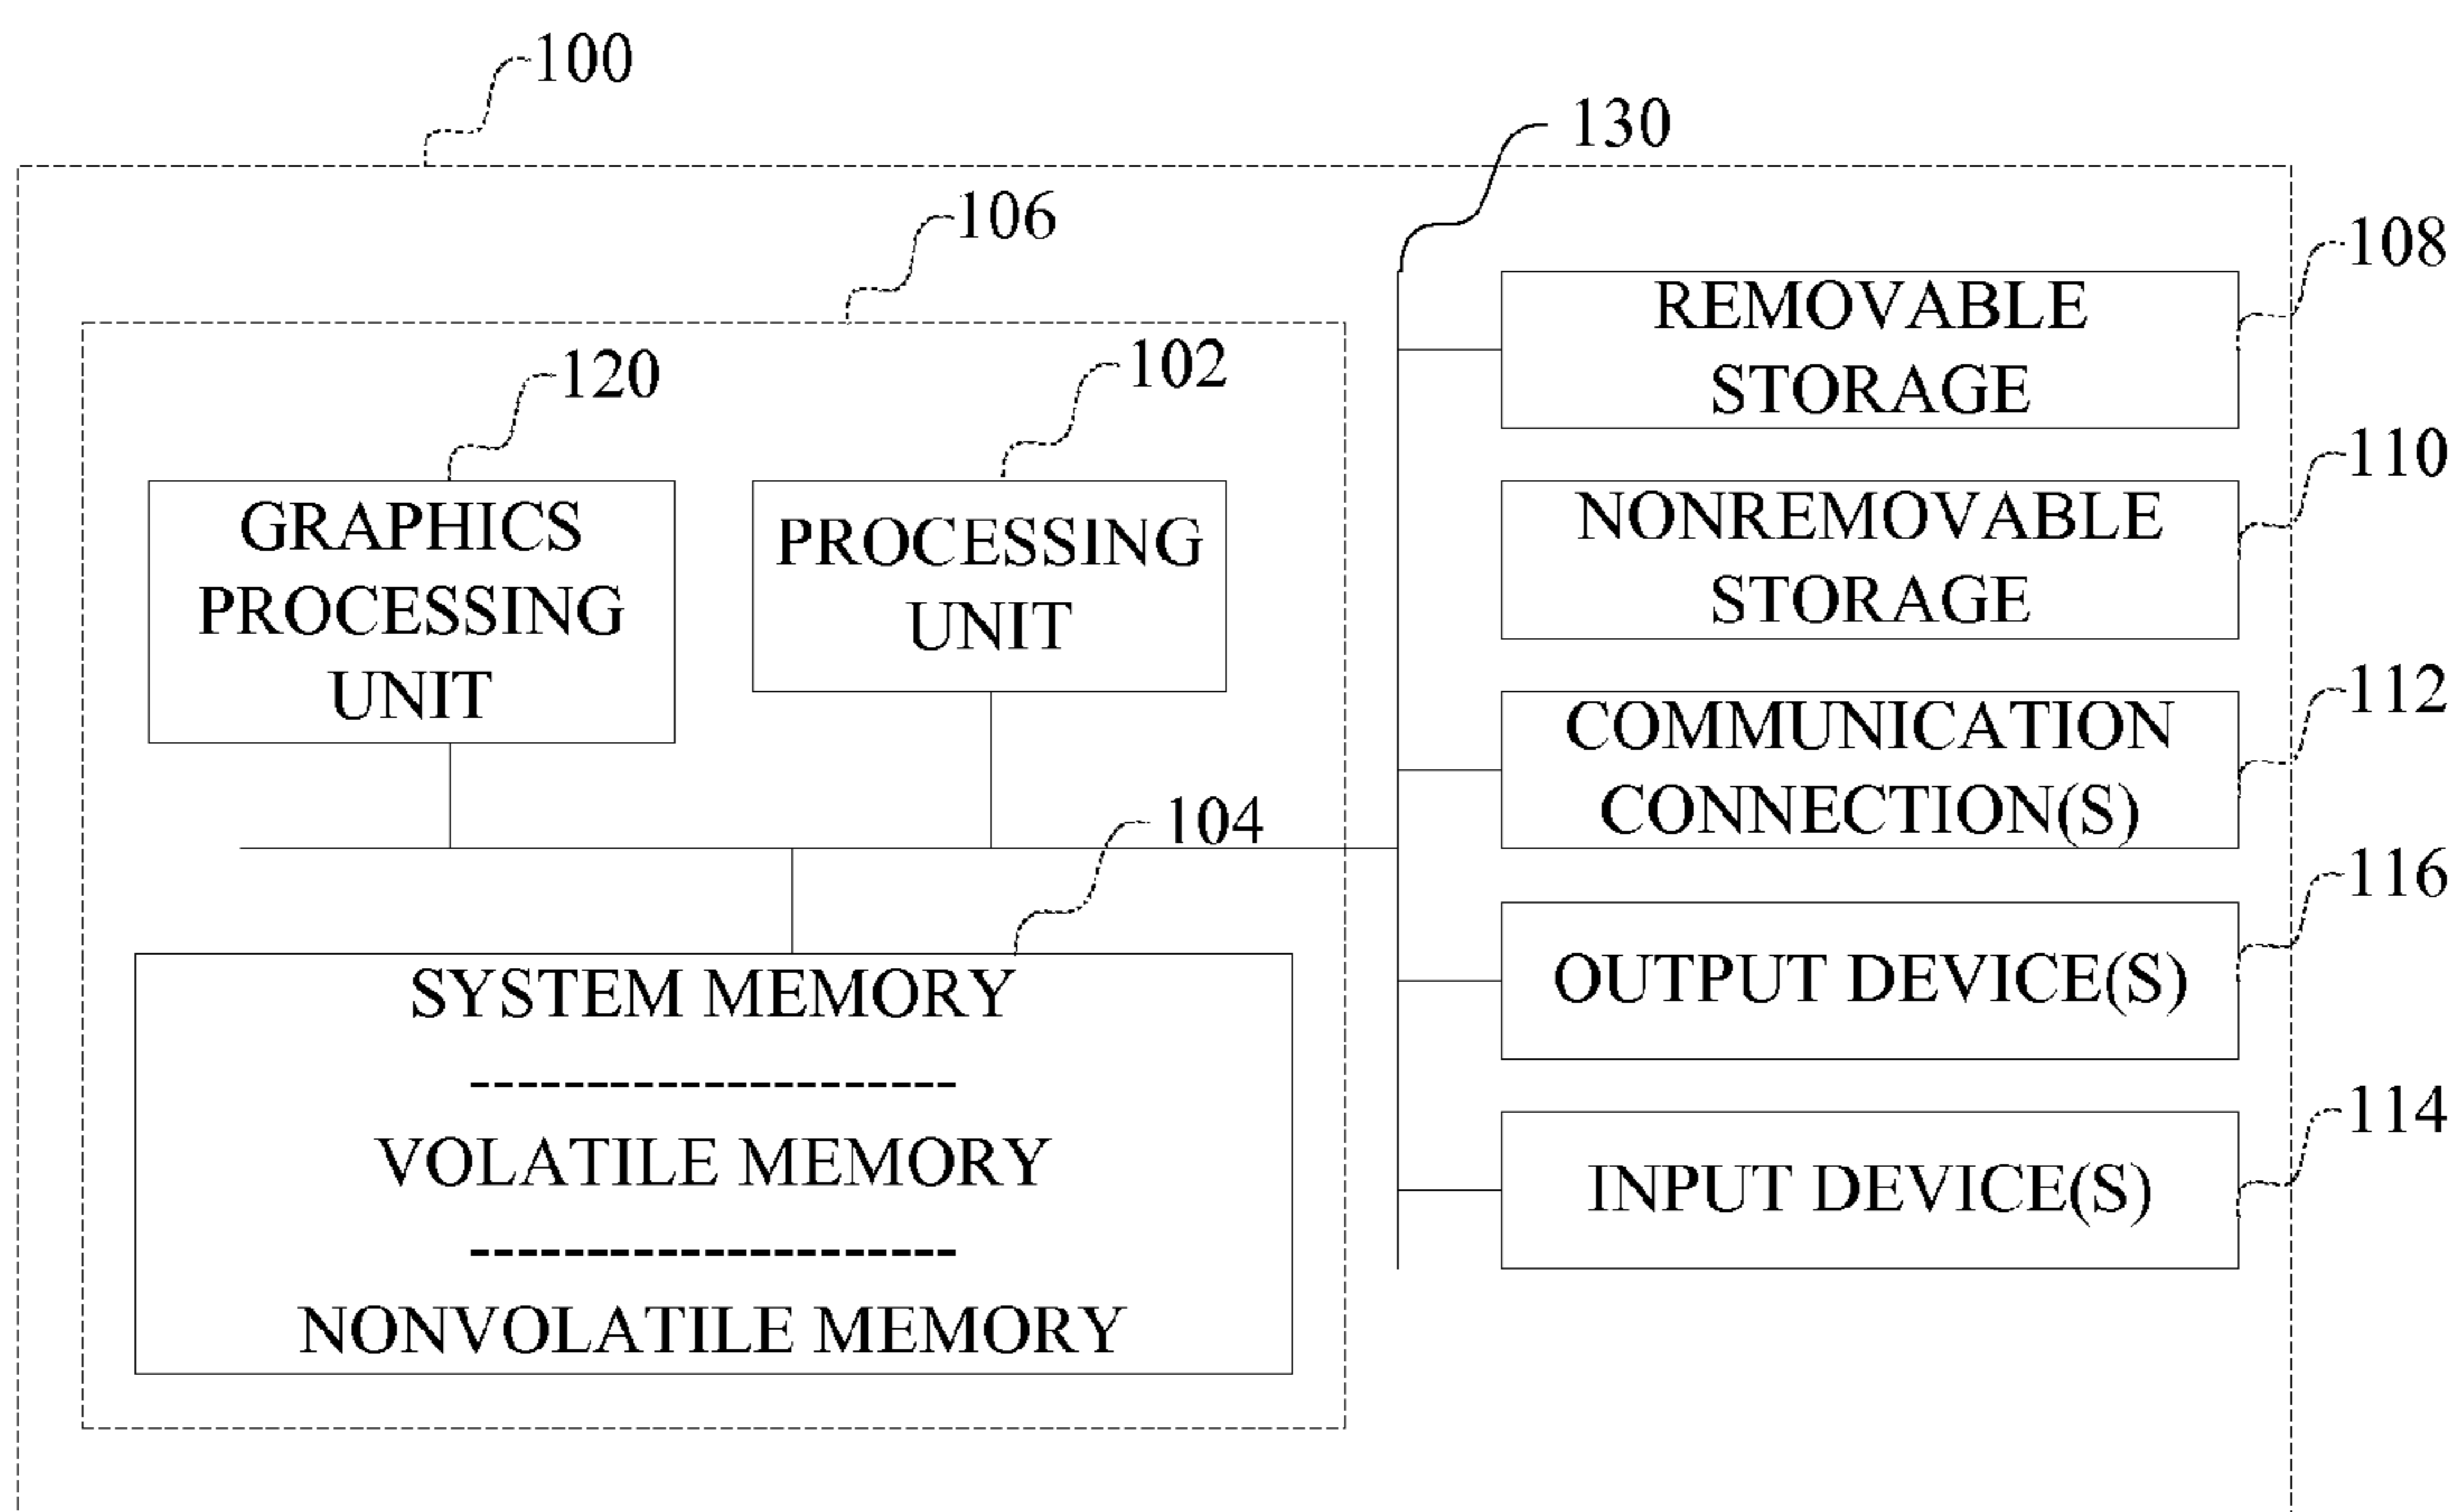 100
130
106
108
REMOVABLE
STORAGE
120
102
110
GRAPHICS
PROCESSING
UNIT
PROCESSING
UNIT
NONREMOVABLE
STORAGE
112
COMMUNICATION
CONNECTION(S)
104
116
SYSTEM MEMORY
---------------------
VOLATILE MEMORY
---------------------
NONVOLATILE MEMORY
OUTPUT DEVICE(S)
114
INPUT DEVICE(S)